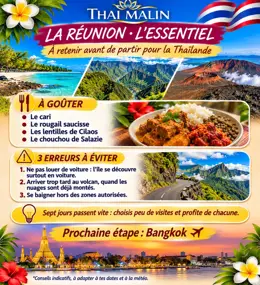 THAI MALIN
LA RÉUNION • L'ESSENTIEL
A retenir avant de partir pour la Thaïlande
À GOÛTER
Le cari
Le rougail saucisse
Les lentilles de Cilaos
Le chouchou de Salazie
3 ERREURS À ÉVITER
1. Ne pas louer de voiture : l'île se découvre
surtout en voiture.
2. Arriver trop tard au volcan, quand les
nuages sont déjà montés.
3. Se baigner hors des zones autorisées.
Sept jours passent vite : choisis peu de visites et profite de chacune.
Prochaine étape : Bangkok
*Conseils indicatifs, à adapter à tes dates et à la météo.